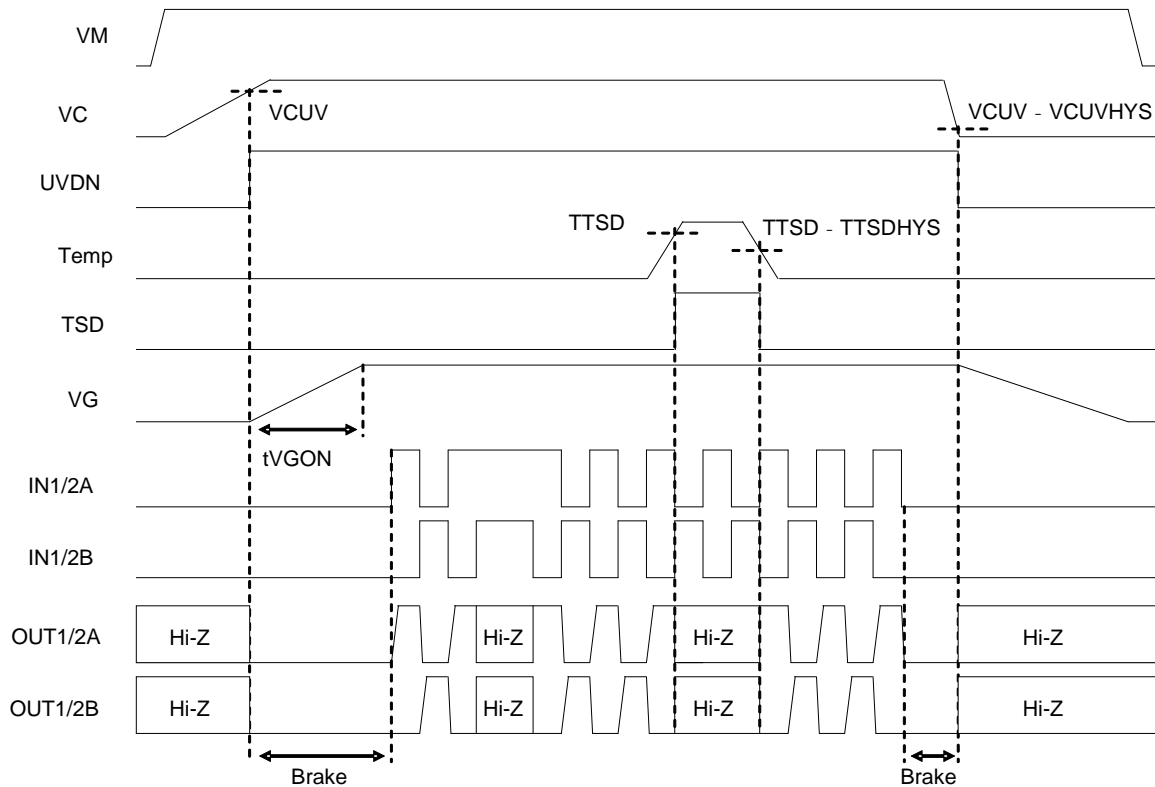 VM
VC
VCUV
VCUV - VCUVHYS
UVDN
TTSD
TTSD - TTSDHYS
Temp
TSD
VG
tVGON
IN1/2A
IN1/2B
OUT1/2A
Hi-Z
Hi-Z
Hi-Z
Hi-Z
OUT1/2B
Hi-Z
Hi-Z
Hi-Z
Hi-Z
Brake
Brake